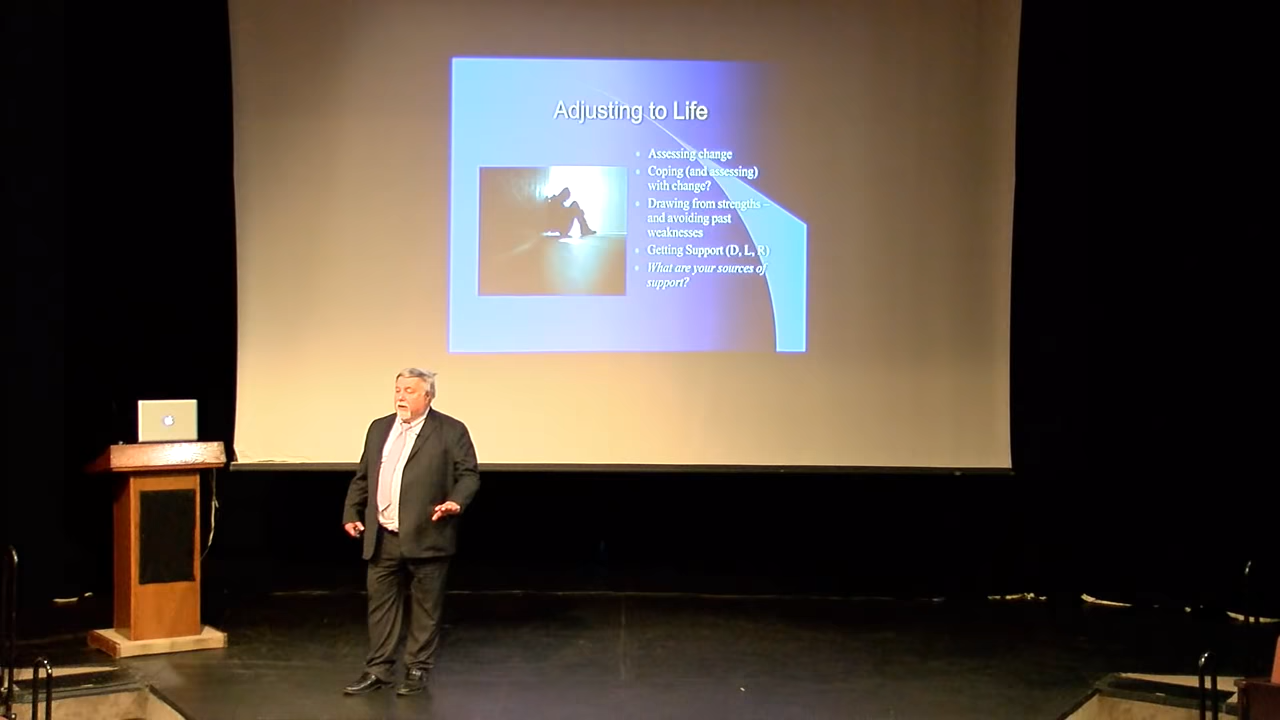 Adjusting to Life
Assessing change
Coping (and assessing)
with change?
Drawing from strengths –
and avoiding past
weaknesses
Getting Support (D, L, R)
What are your sources of
support?